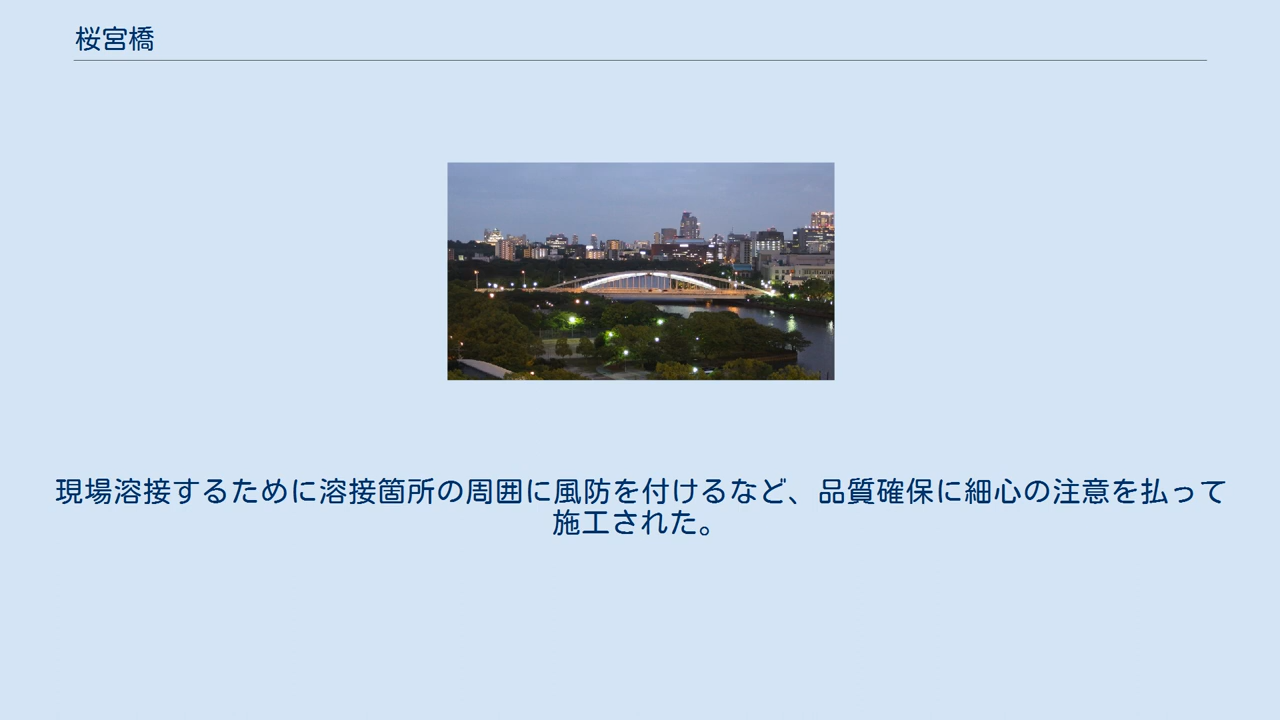 桜宮橋
現場溶接するために溶接箇所の周囲に風防を付けるなど、品質確保に細心の注意を払って
施工された。